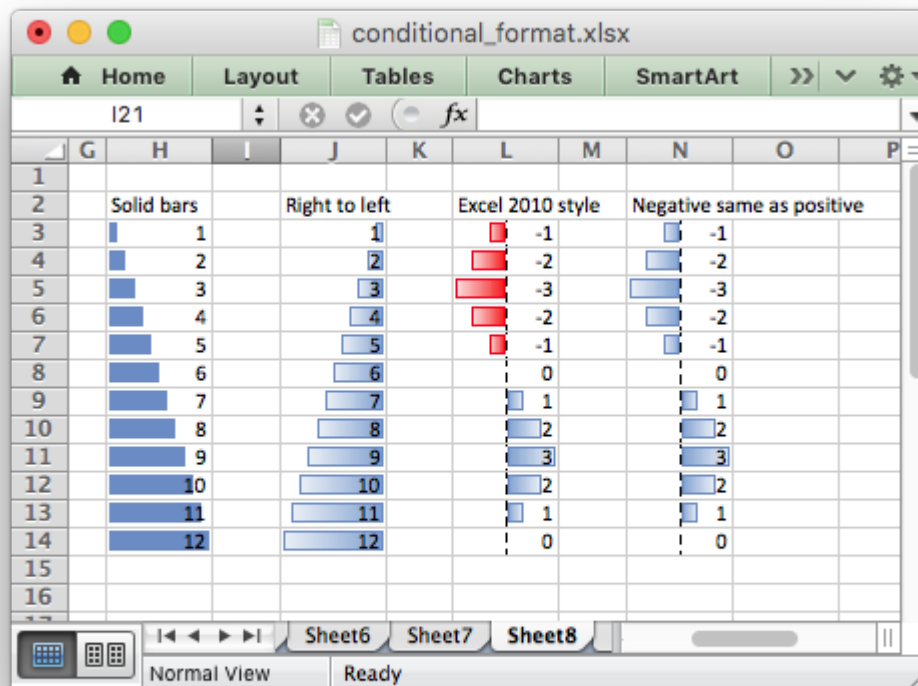 conditional_format.xlsx
Home Layout Tables Charts SmartArt
I21 fx
G H I J K L M N O P
1
2 Solid bars Right to left Excel 2010 style Negative same as positive
3 1 1 -1 -1
4 2 2 -2 -2
5 3 3 -3 -3
6 4 4 -2 -2
7 5 5 -1 -1
8 6 6 0 0
9 7 7 1 1
10 8 8 2 2
11 9 9 3 3
12 10 10 2 2
13 11 11 1 1
14 12 12 0 0
15
16
17
Sheet6 Sheet7 Sheet8
Normal View Ready